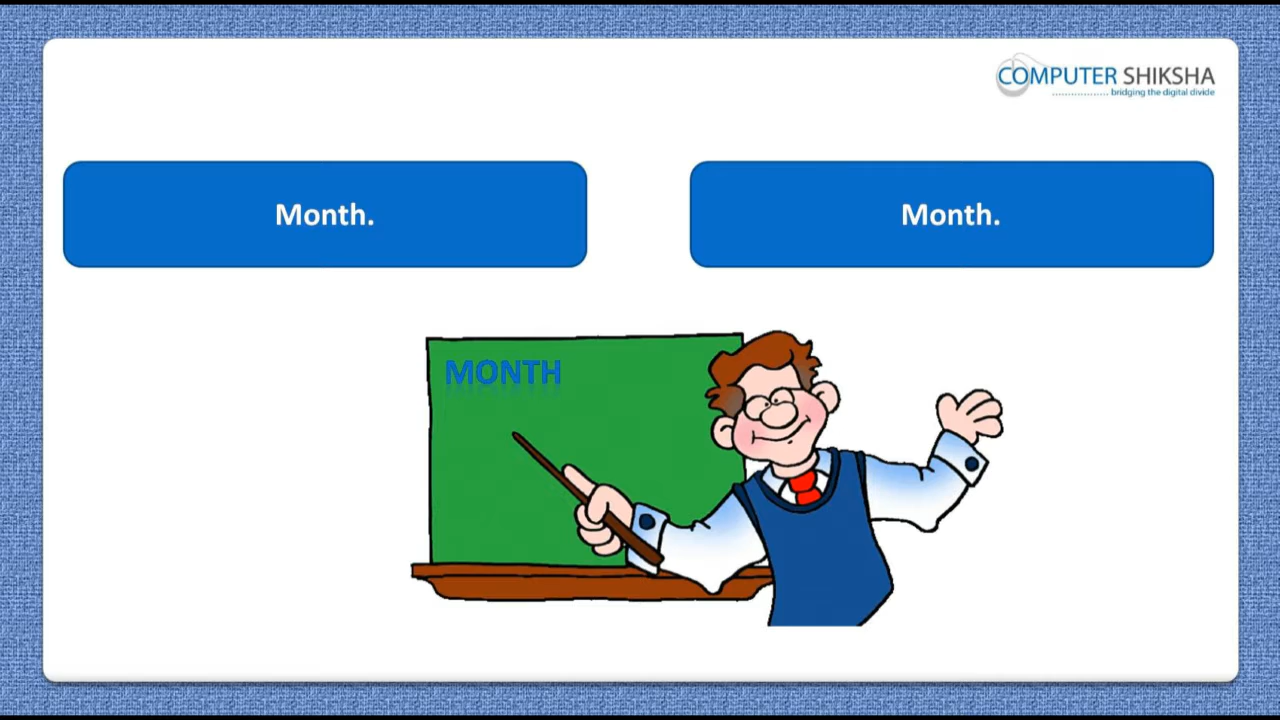 COMPUTER SHIKSHA
.................. bridging the digital divide
Month.
Month.
MONTH